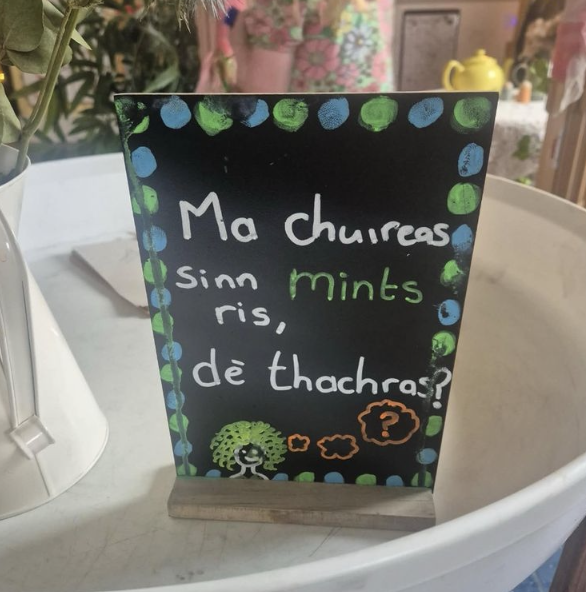 Ma chuireas
sinn mints
ris,
dè thachras?
?